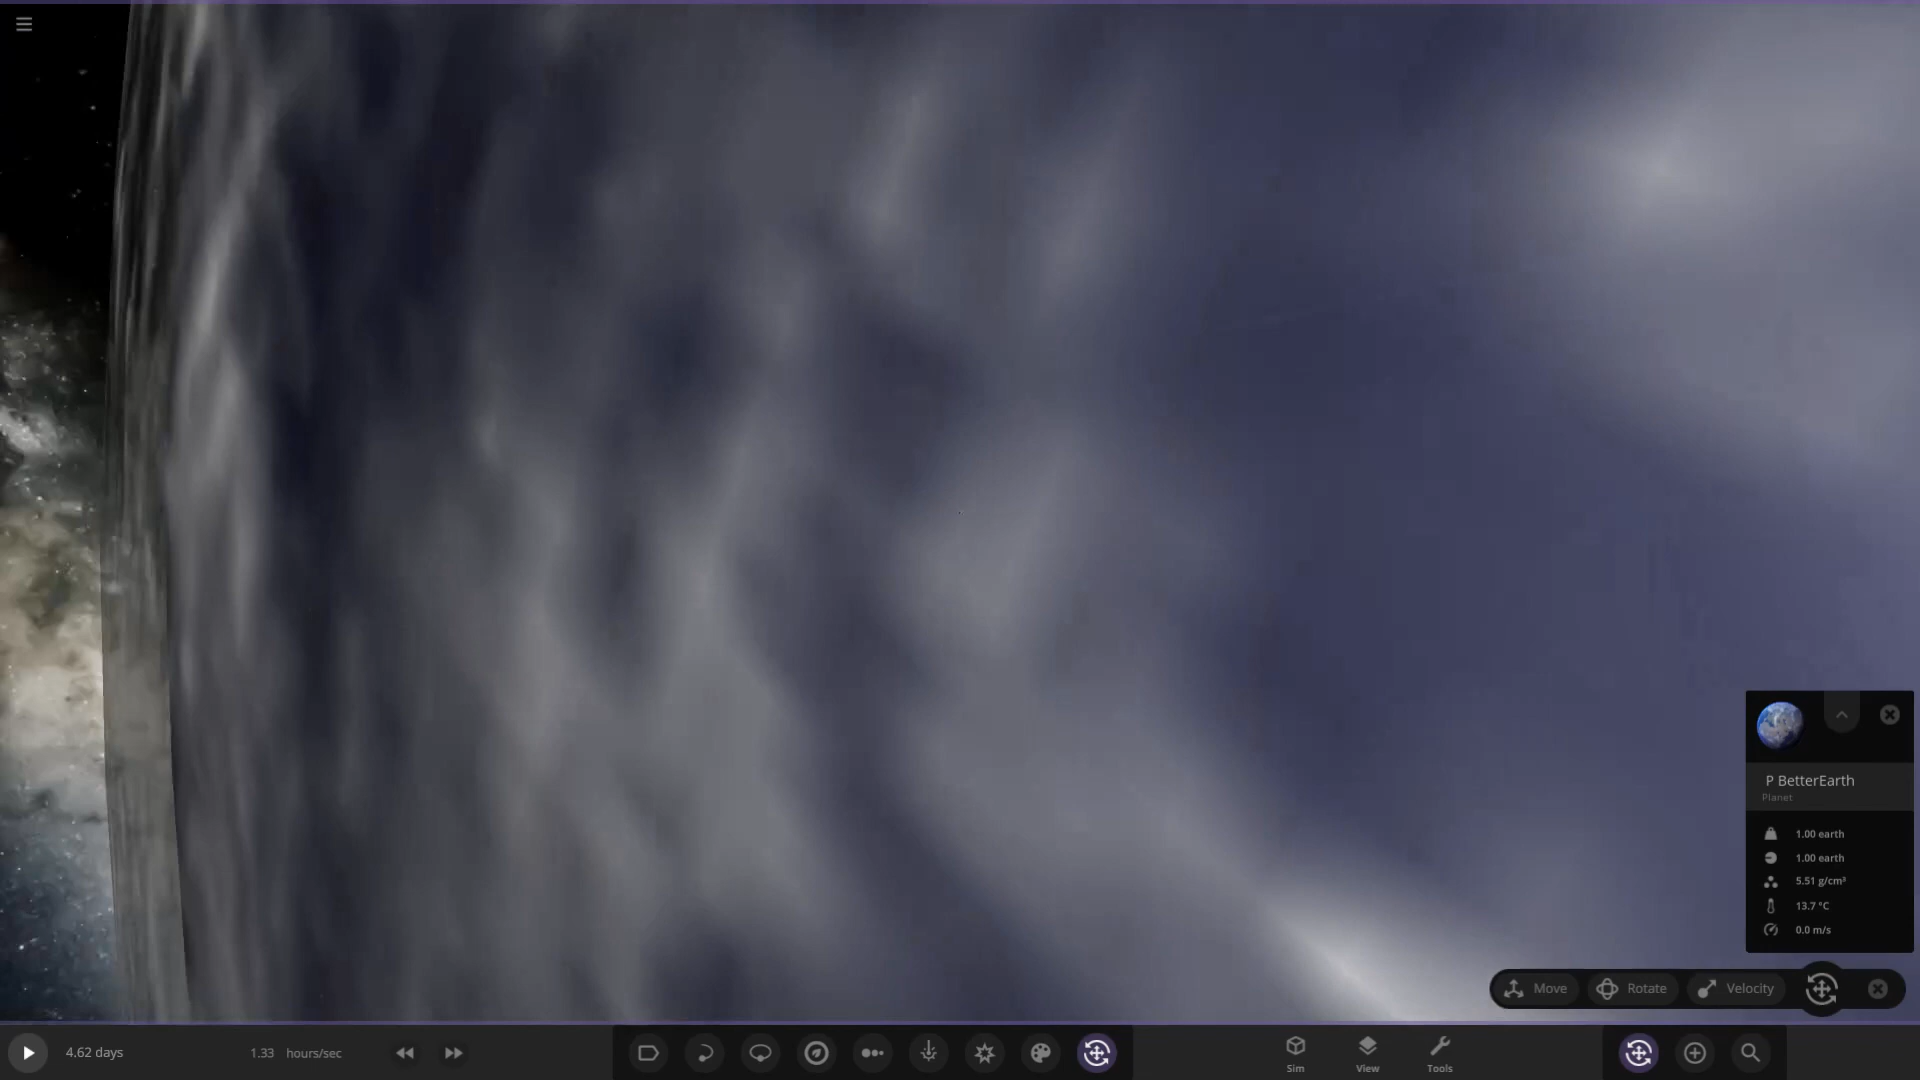 P BetterEarth
Planet
1.00 earth
1.00 earth
5.51 g/cm³
13.7 °C
0.0 m/s
Move
Rotate
Velocity
4.62 days
1.33 hours/sec
Sim
View
Tools